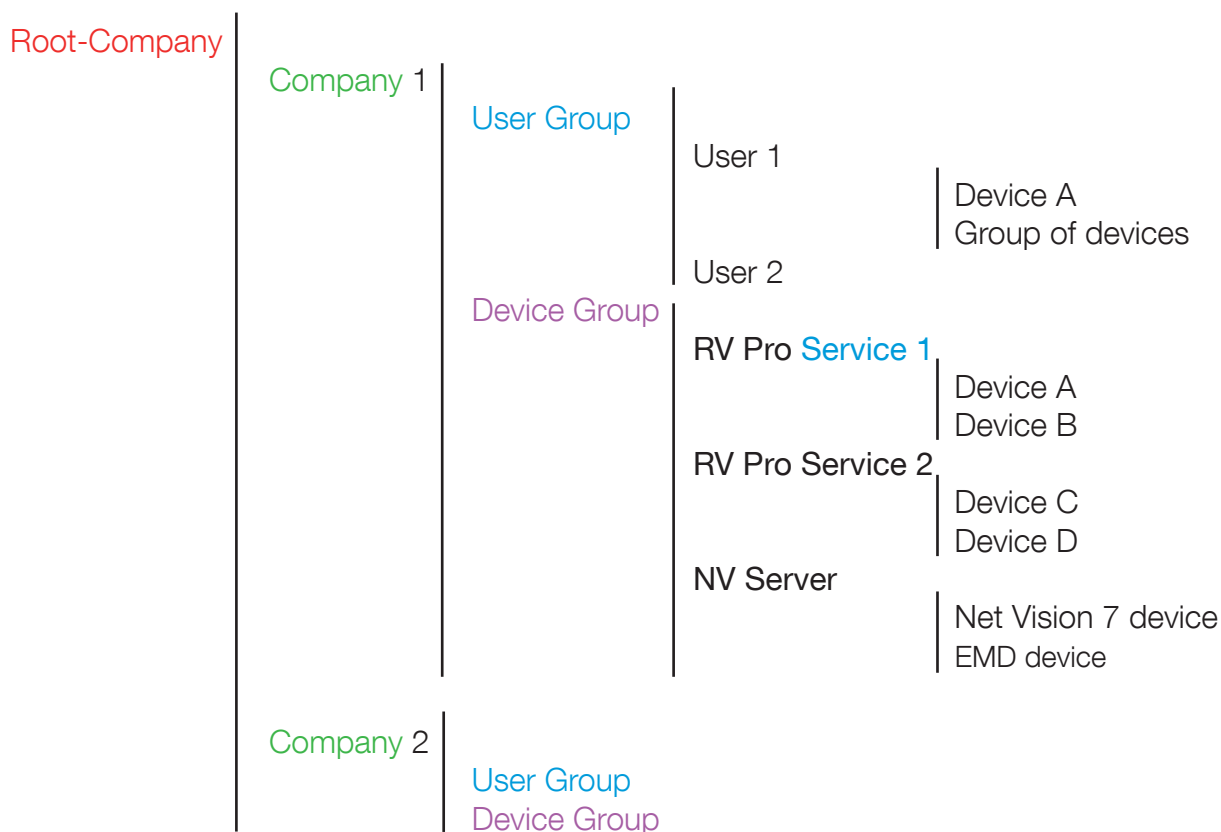 Root-Company
Company 1
User Group
User 1
Device A
Group of devices
User 2
Device Group
RV Pro Service 1
Device A
Device B
RV Pro Service 2
Device C
Device D
NV Server
Net Vision 7 device
EMD device
Company 2
User Group
Device Group